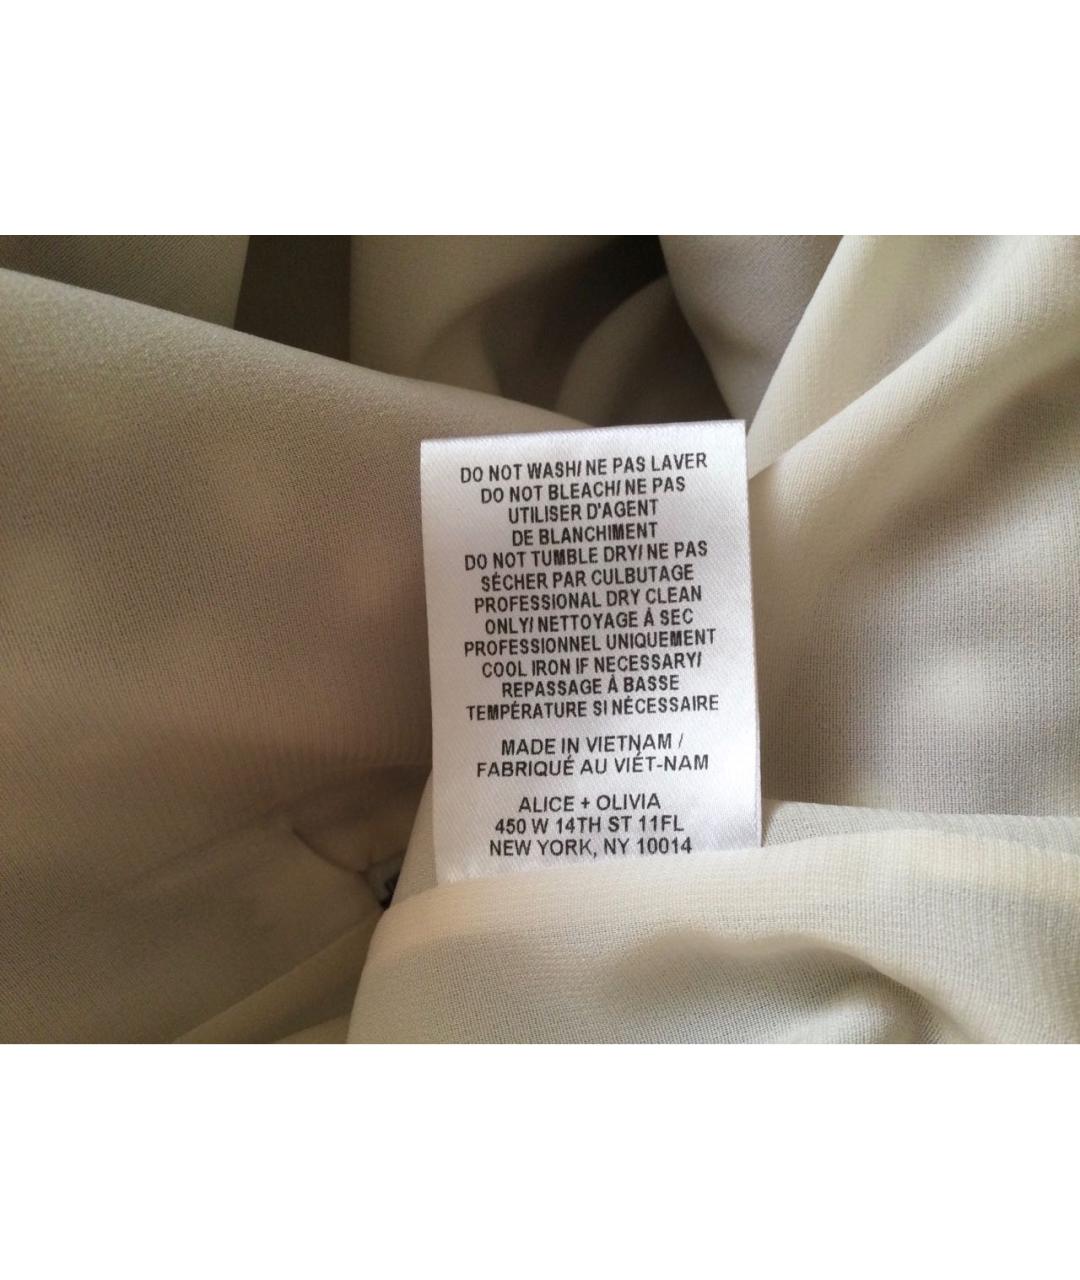 DO NOT WASH/ NE PAS LAVER
DO NOT BLEACH/ NE PAS
UTILISER D'AGENT
DE BLANCHIMENT
DO NOT TUMBLE DRY/ NE PAS
SÉCHER PAR CULBUTAGE
PROFESSIONAL DRY CLEAN
ONLY/ NETTOYAGE À SEC
PROFESSIONNEL UNIQUEMENT
COOL IRON IF NECESSARY/
REPASSAGE À BASSE
TEMPÉRATURE SI NÉCESSAIRE
MADE IN VIETNAM /
FABRIQUÉ AU VIÊT-NAM
ALICE + OLIVIA
450 W 14TH ST 11FL
NEW YORK, NY 10014